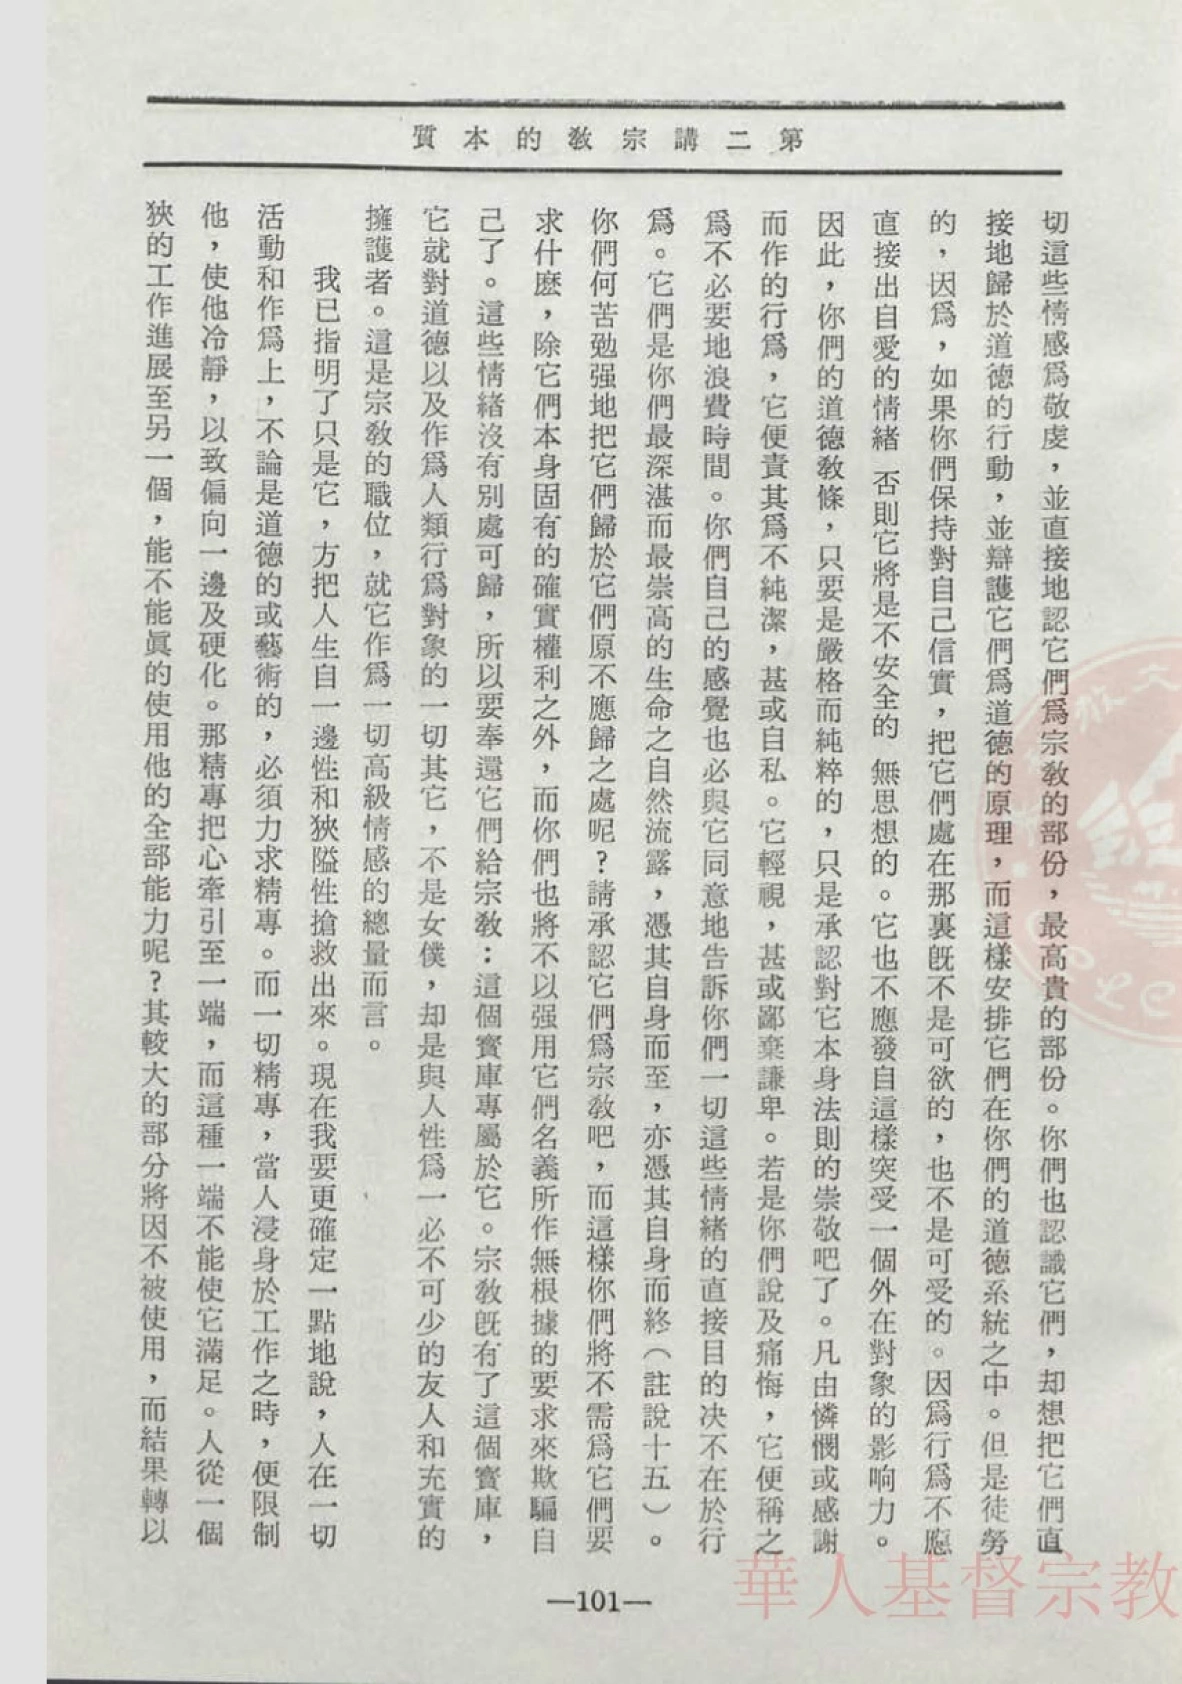 第二講宗教的本質
切這些情感爲敬虔，並直接地認它們爲宗教的部份，最高貴的部份。你們也認識它們，却想把它們直
接地歸於道德的行動，並辯護它們爲道德的原理，而這樣安排它們在你們的道德系統之中。但是徒勞
的，因爲，如果你們保持對自己信實，把它們處在那裏旣不是可欲的，也不是可受的。因爲行爲不應
直接出自愛的情緒 否則它將是不安全的 無思想的。它也不應發自這樣突受一個外在對象的影响力。
因此，你們的道德教條，只要是嚴格而純粹的，只是承認對它本身法則的崇敬吧了。凡由憐憫或感謝
而作的行爲，它便責其爲不純潔，甚或自私。它輕視，甚或鄙棄謙卑。若是你們說及痛悔，它便稱之
爲不必要地浪費時間。你們自己的感覺也必與它同意地告訴你們一切這些情緒的直接目的决不在於行
爲。它們是你們最深湛而最崇高的生命之自然流露，憑其自身而至，亦憑其自身而終（註說十五）。
你們何苦勉强地把它們歸於它們原不應歸之處呢？請承認它們爲宗教吧，而這樣你們將不需爲它們要
求什麽，除它們本身固有的確實權利之外，而你們也將不以强用它們名義所作無根據的要求來欺騙自
己了。這些情緒沒有別處可歸，所以要奉還它們給宗教：這個寳庫專屬於它。宗教旣有了這個寳庫，
它就對道德以及作爲人類行爲對象的一切其它，不是女僕，却是與人性爲一必不可少的友人和充實的
擁護者。這是宗教的職位，就它作爲一切高級情感的總量而言。
我已指明了只是它，方把人生自一邊性和狹隘性搶救出來。現在我要更確定一點地說，人在一切
活動和作爲上，不論是道德的或藝術的，必須力求精專。而一切精專，當人浸身於工作之時，便限制
他，使他冷靜，以致偏向一邊及硬化。那精專把心牽引至一端，而這種一端不能使它滿足。人從一個
狹的工作進展至另一個，能不能眞的使用他的全部能力呢？其較大的部分將因不被使用，而結果轉以
—101—
華人基督宗教